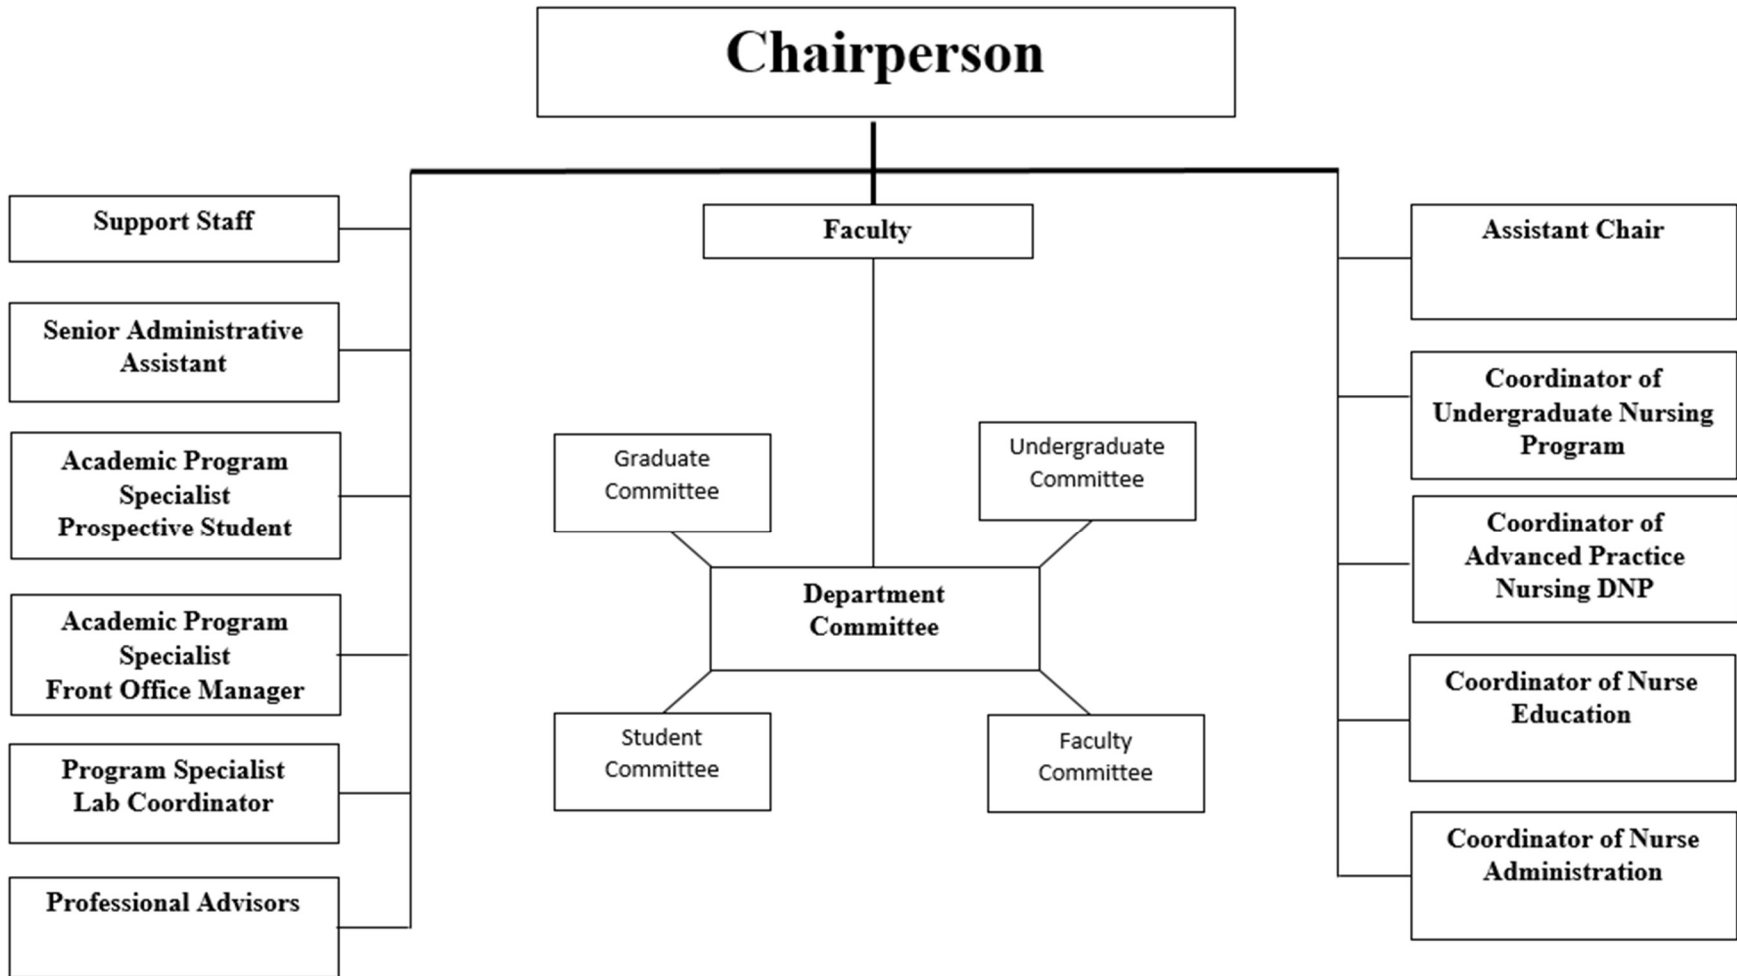 Chairperson
Support Staff
Senior Administrative
Assistant
Academic Program
Specialist
Prospective Student
Academic Program
Specialist
Front Office Manager
Program Specialist
Lab Coordinator
Professional Advisors
Faculty
Graduate
Committee
Undergraduate
Committee
Department
Committee
Student
Committee
Faculty
Committee
Assistant Chair
Coordinator of
Undergraduate Nursing
Program
Coordinator of
Advanced Practice
Nursing DNP
Coordinator of Nurse
Education
Coordinator of Nurse
Administration